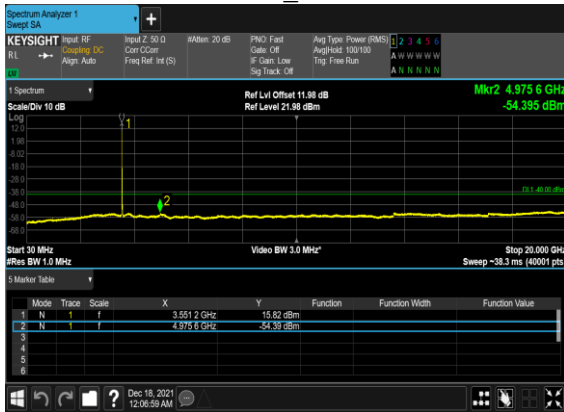 Spectrum Analyzer 1
Swept SA
+
KEYSIGHT Input: RF Input Z: 50 Ω #Atten: 20 dB PNO: Fast Avg Type: Power (RMS) 1 2 3 4 5 6
RL Coupling: DC Corr CCorr Gate: Off Avg|Hold: 100/100 A W W W W W
Align: Auto Freq Ref: Int (S) IF Gain: Low Trig: Free Run
LXI Sig Track: Off A N N N N N
1 Spectrum Ref Lvl Offset 11.98 dB Mkr2 4.975 6 GHz
Scale/Div 10 dB Ref Level 21.98 dBm -54.395 dBm
Log
12.0
1.98
-8.02
-18.0
-28.0
-38.0
-48.0
-58.0
-68.0
1
2
DL1 -40.00 dBm
Start 30 MHz Video BW 3.0 MHz* Stop 20.000 GHz
#Res BW 1.0 MHz Sweep ~38.3 ms (40001 pts)
5 Marker Table
Mode Trace Scale X Y Function Function Width Function Value
1 N 1 f 3.551 2 GHz 15.82 dBm
2 N 1 f 4.975 6 GHz -54.39 dBm
3
4
5
6
? Dec 18, 2021
12:06:59 AM